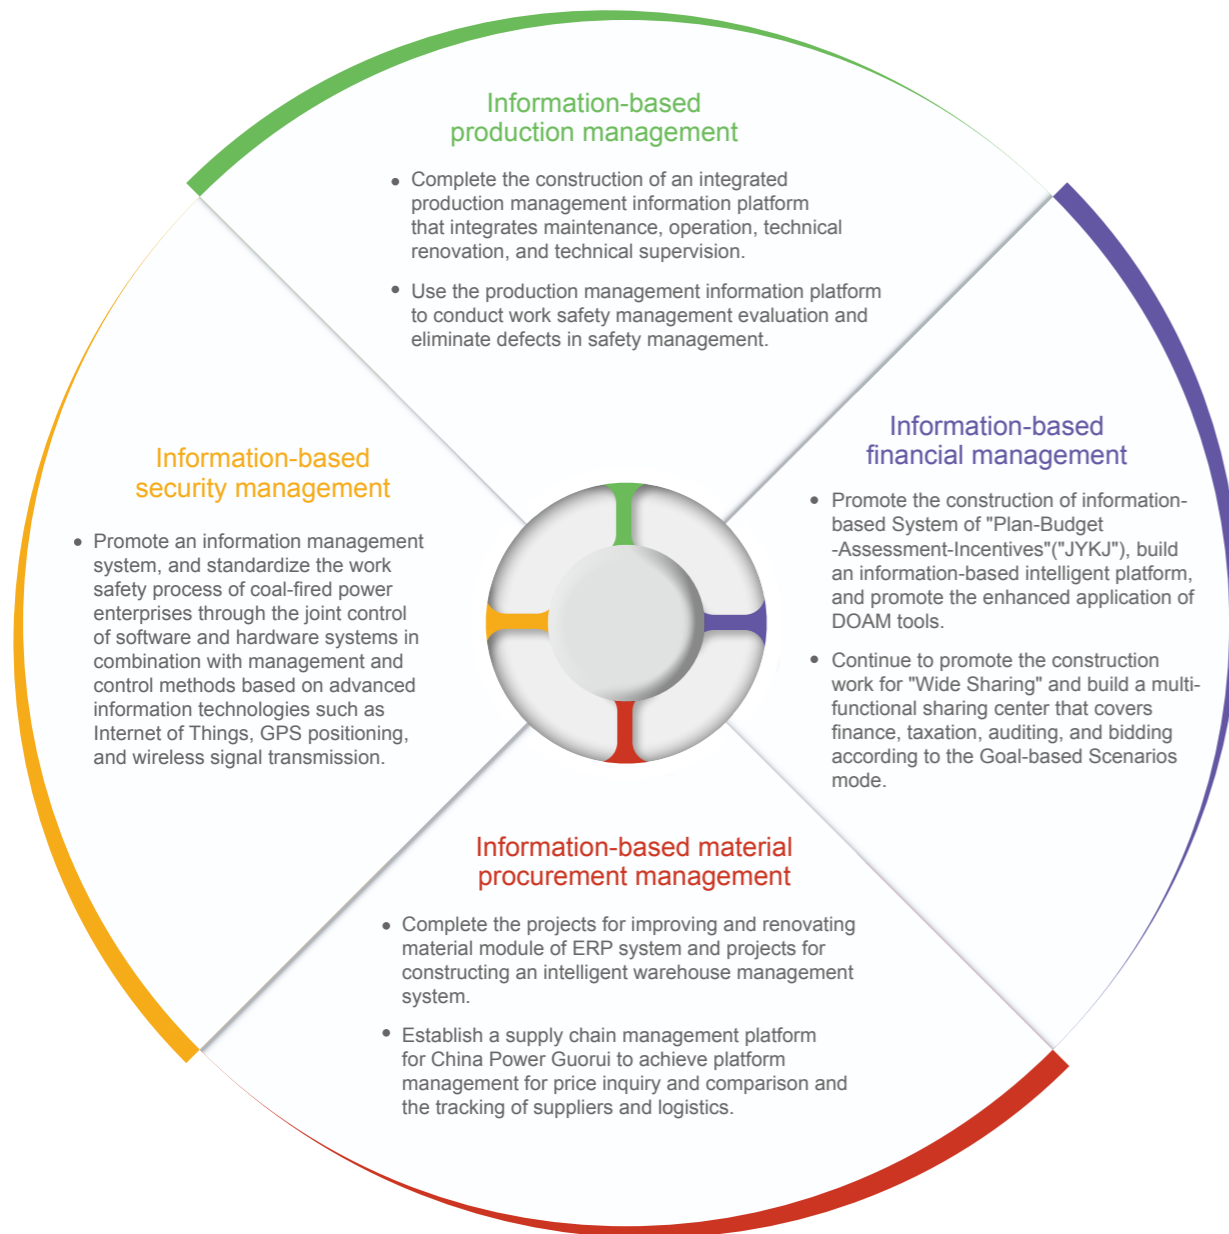 Information-based
production management
• Complete the construction of an integrated
production management information platform
that integrates maintenance, operation, technical
renovation, and technical supervision.
• Use the production management information platform
to conduct work safety management evaluation and
eliminate defects in safety management.
Information-based
financial management
• Promote the construction of information-
based System of "Plan-Budget
-Assessment-Incentives"("JYKJ"), build
an information-based intelligent platform,
and promote the enhanced application of
DOAM tools.
• Continue to promote the construction
work for "Wide Sharing" and build a multi-
functional sharing center that covers
finance, taxation, auditing, and bidding
according to the Goal-based Scenarios
mode.
Information-based
security management
• Promote an information management
system, and standardize the work
safety process of coal-fired power
enterprises through the joint control
of software and hardware systems in
combination with management and
control methods based on advanced
information technologies such as
Internet of Things, GPS positioning,
and wireless signal transmission.
Information-based material
procurement management
• Complete the projects for improving and renovating
material module of ERP system and projects for
constructing an intelligent warehouse management
system.
• Establish a supply chain management platform
for China Power Guorui to achieve platform
management for price inquiry and comparison and
the tracking of suppliers and logistics.